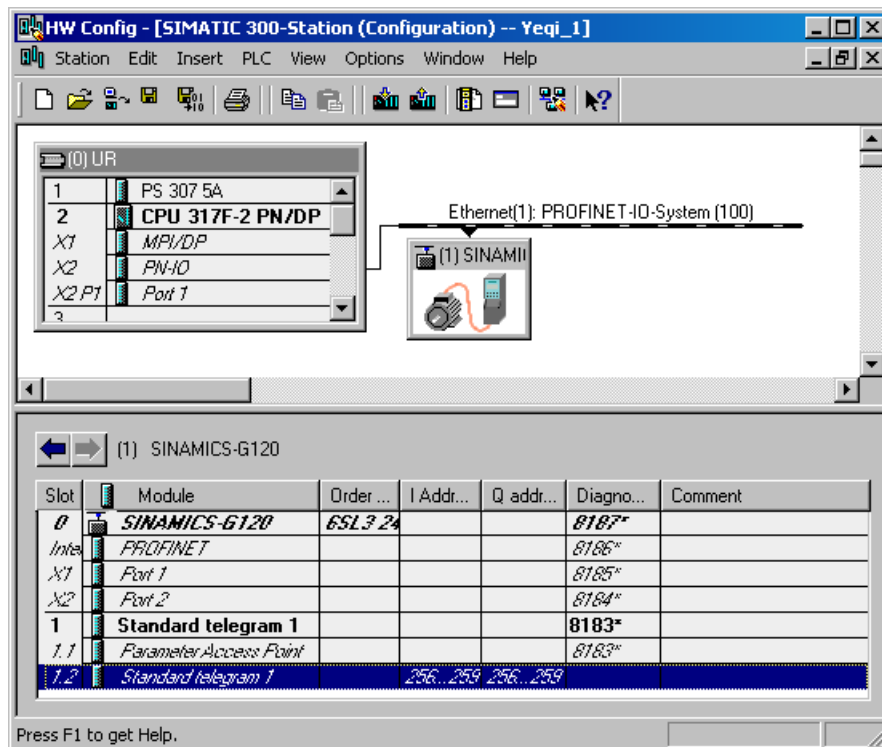 HW Config - [SIMATIC 300-Station (Configuration) -- Yeqi_1]
Station Edit Insert PLC View Options Window Help
(0) UR
1 PS 307 5A
2 CPU 317F-2 PN/DP
X1 MPI/DP
X2 PN-IO
X2 P1 Port 1
3
Ethernet(1): PROFINET-IO-System (100)
(1) SINAMI
(1) SINAMICS-G120
Slot Module Order ... I Addr... Q addr... Diagno... Comment
0 SINAMICS-G120 6SL3 24 8187*
Inte PROFINET 8186*
X1 Port 1 8185*
X2 Port 2 8184*
1 Standard telegram 1 8183*
1.1 Parameter Access Point 8183*
1.2 Standard telegram 1 256...259 256...259
Press F1 to get Help.